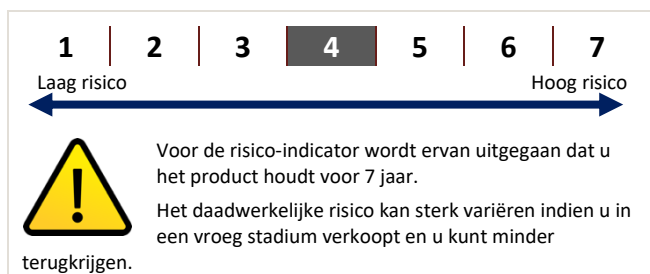 1 2 3 4 5 6 7
Laag risico Hoog risico
Voor de risico-indicator wordt ervan uitgegaan dat u
het product houdt voor 7 jaar.
Het daadwerkelijke risico kan sterk variëren indien u in
een vroeg stadium verkoopt en u kunt minder
terugkrijgen.